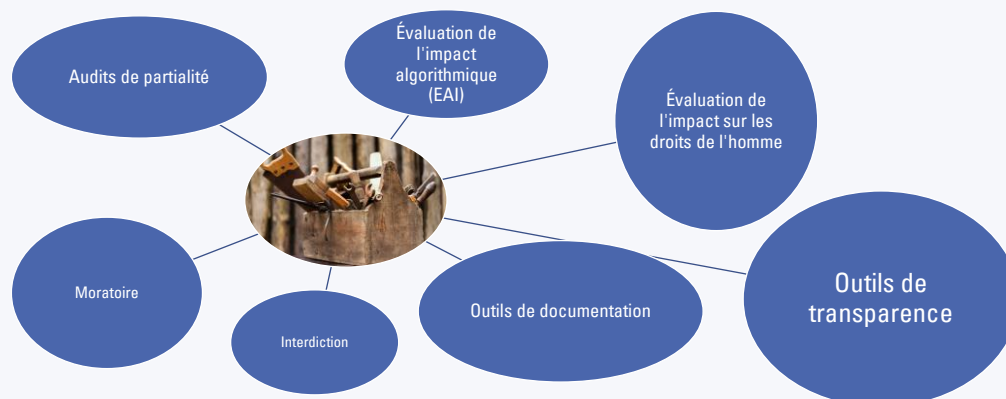 Audits de partialité
Évaluation de
l'impact
algorithmique
(EAI)
Évaluation de
l'impact sur les
droits de l'homme
Moratoire
Interdiction
Outils de documentation
Outils de
transparence